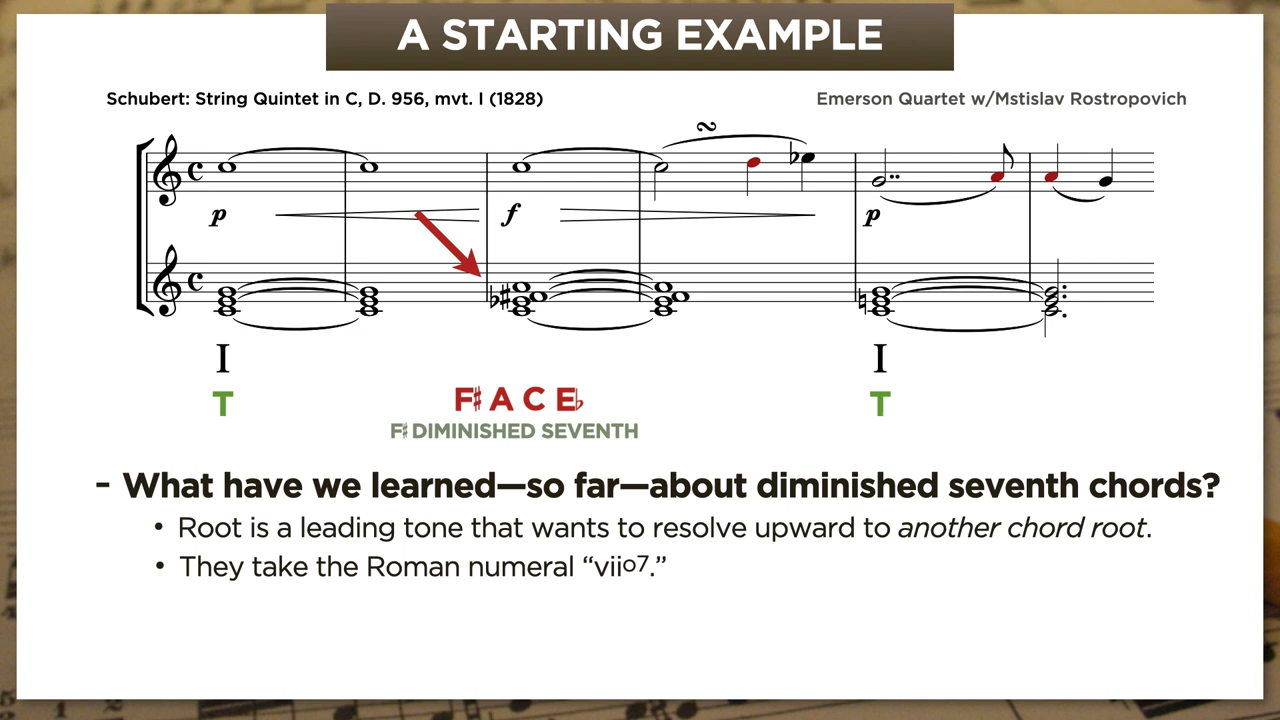 A STARTING EXAMPLE
Schubert: String Quintet in C, D. 956, mvt. I (1828)
Emerson Quartet w/Mstislav Rostropovich
p f p
I I
T F♯ A C E♭ T
F♯ DIMINISHED SEVENTH
- What have we learned—so far—about diminished seventh chords?
• Root is a leading tone that wants to resolve upward to another chord root.
• They take the Roman numeral “viio7.”